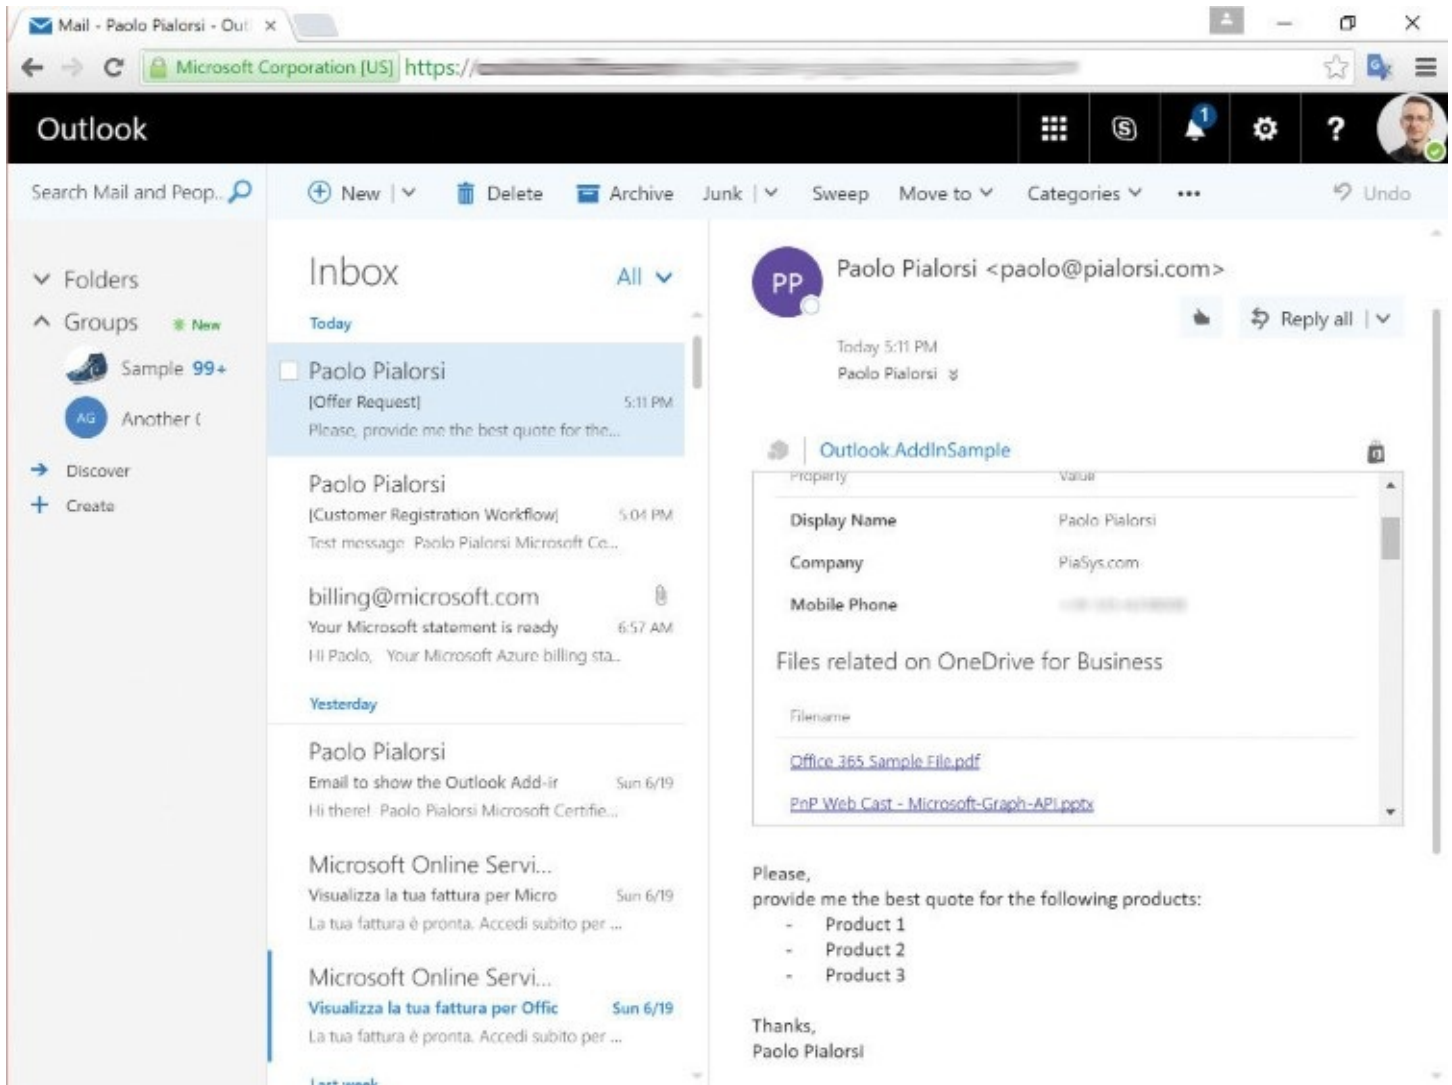 Mail - Paolo Pialorsi - Out
Microsoft Corporation [US] https://
Outlook
1
?
Search Mail and Peop..
New
Delete
Archive
Junk
Sweep
Move to
Categories
Undo
Folders
Groups
New
Sample 99+
AG
Another (
Discover
Create
Inbox
All
Today
Paolo Pialorsi
[Offer Request] 5:11 PM
Please, provide me the best quote for the...
Paolo Pialorsi
[Customer Registration Workflow] 5:04 PM
Test message Paolo Pialorsi Microsoft Ce...
billing@microsoft.com
Your Microsoft statement is ready 6:57 AM
Hi Paolo, Your Microsoft Azure billing sta...
Yesterday
Paolo Pialorsi
Email to show the Outlook Add-ir Sun 6/19
Hi there! Paolo Pialorsi Microsoft Certifie...
Microsoft Online Servi...
Visualizza la tua fattura per Micro Sun 6/19
La tua fattura è pronta. Accedi subito per ...
Microsoft Online Servi...
Visualizza la tua fattura per Offic Sun 6/19
La tua fattura è pronta. Accedi subito per ...
Last week
PP
Paolo Pialorsi <paolo@pialorsi.com>
Reply all
Today 5:11 PM
Paolo Pialorsi
Outlook.AddInSample
Property Value
Display Name Paolo Pialorsi
Company PiaSys.com
Mobile Phone
Files related on OneDrive for Business
Filename
Office 365 Sample File.pdf
PnP Web Cast - Microsoft-Graph-API.pptx
Please,
provide me the best quote for the following products:
- Product 1
- Product 2
- Product 3
Thanks,
Paolo Pialorsi